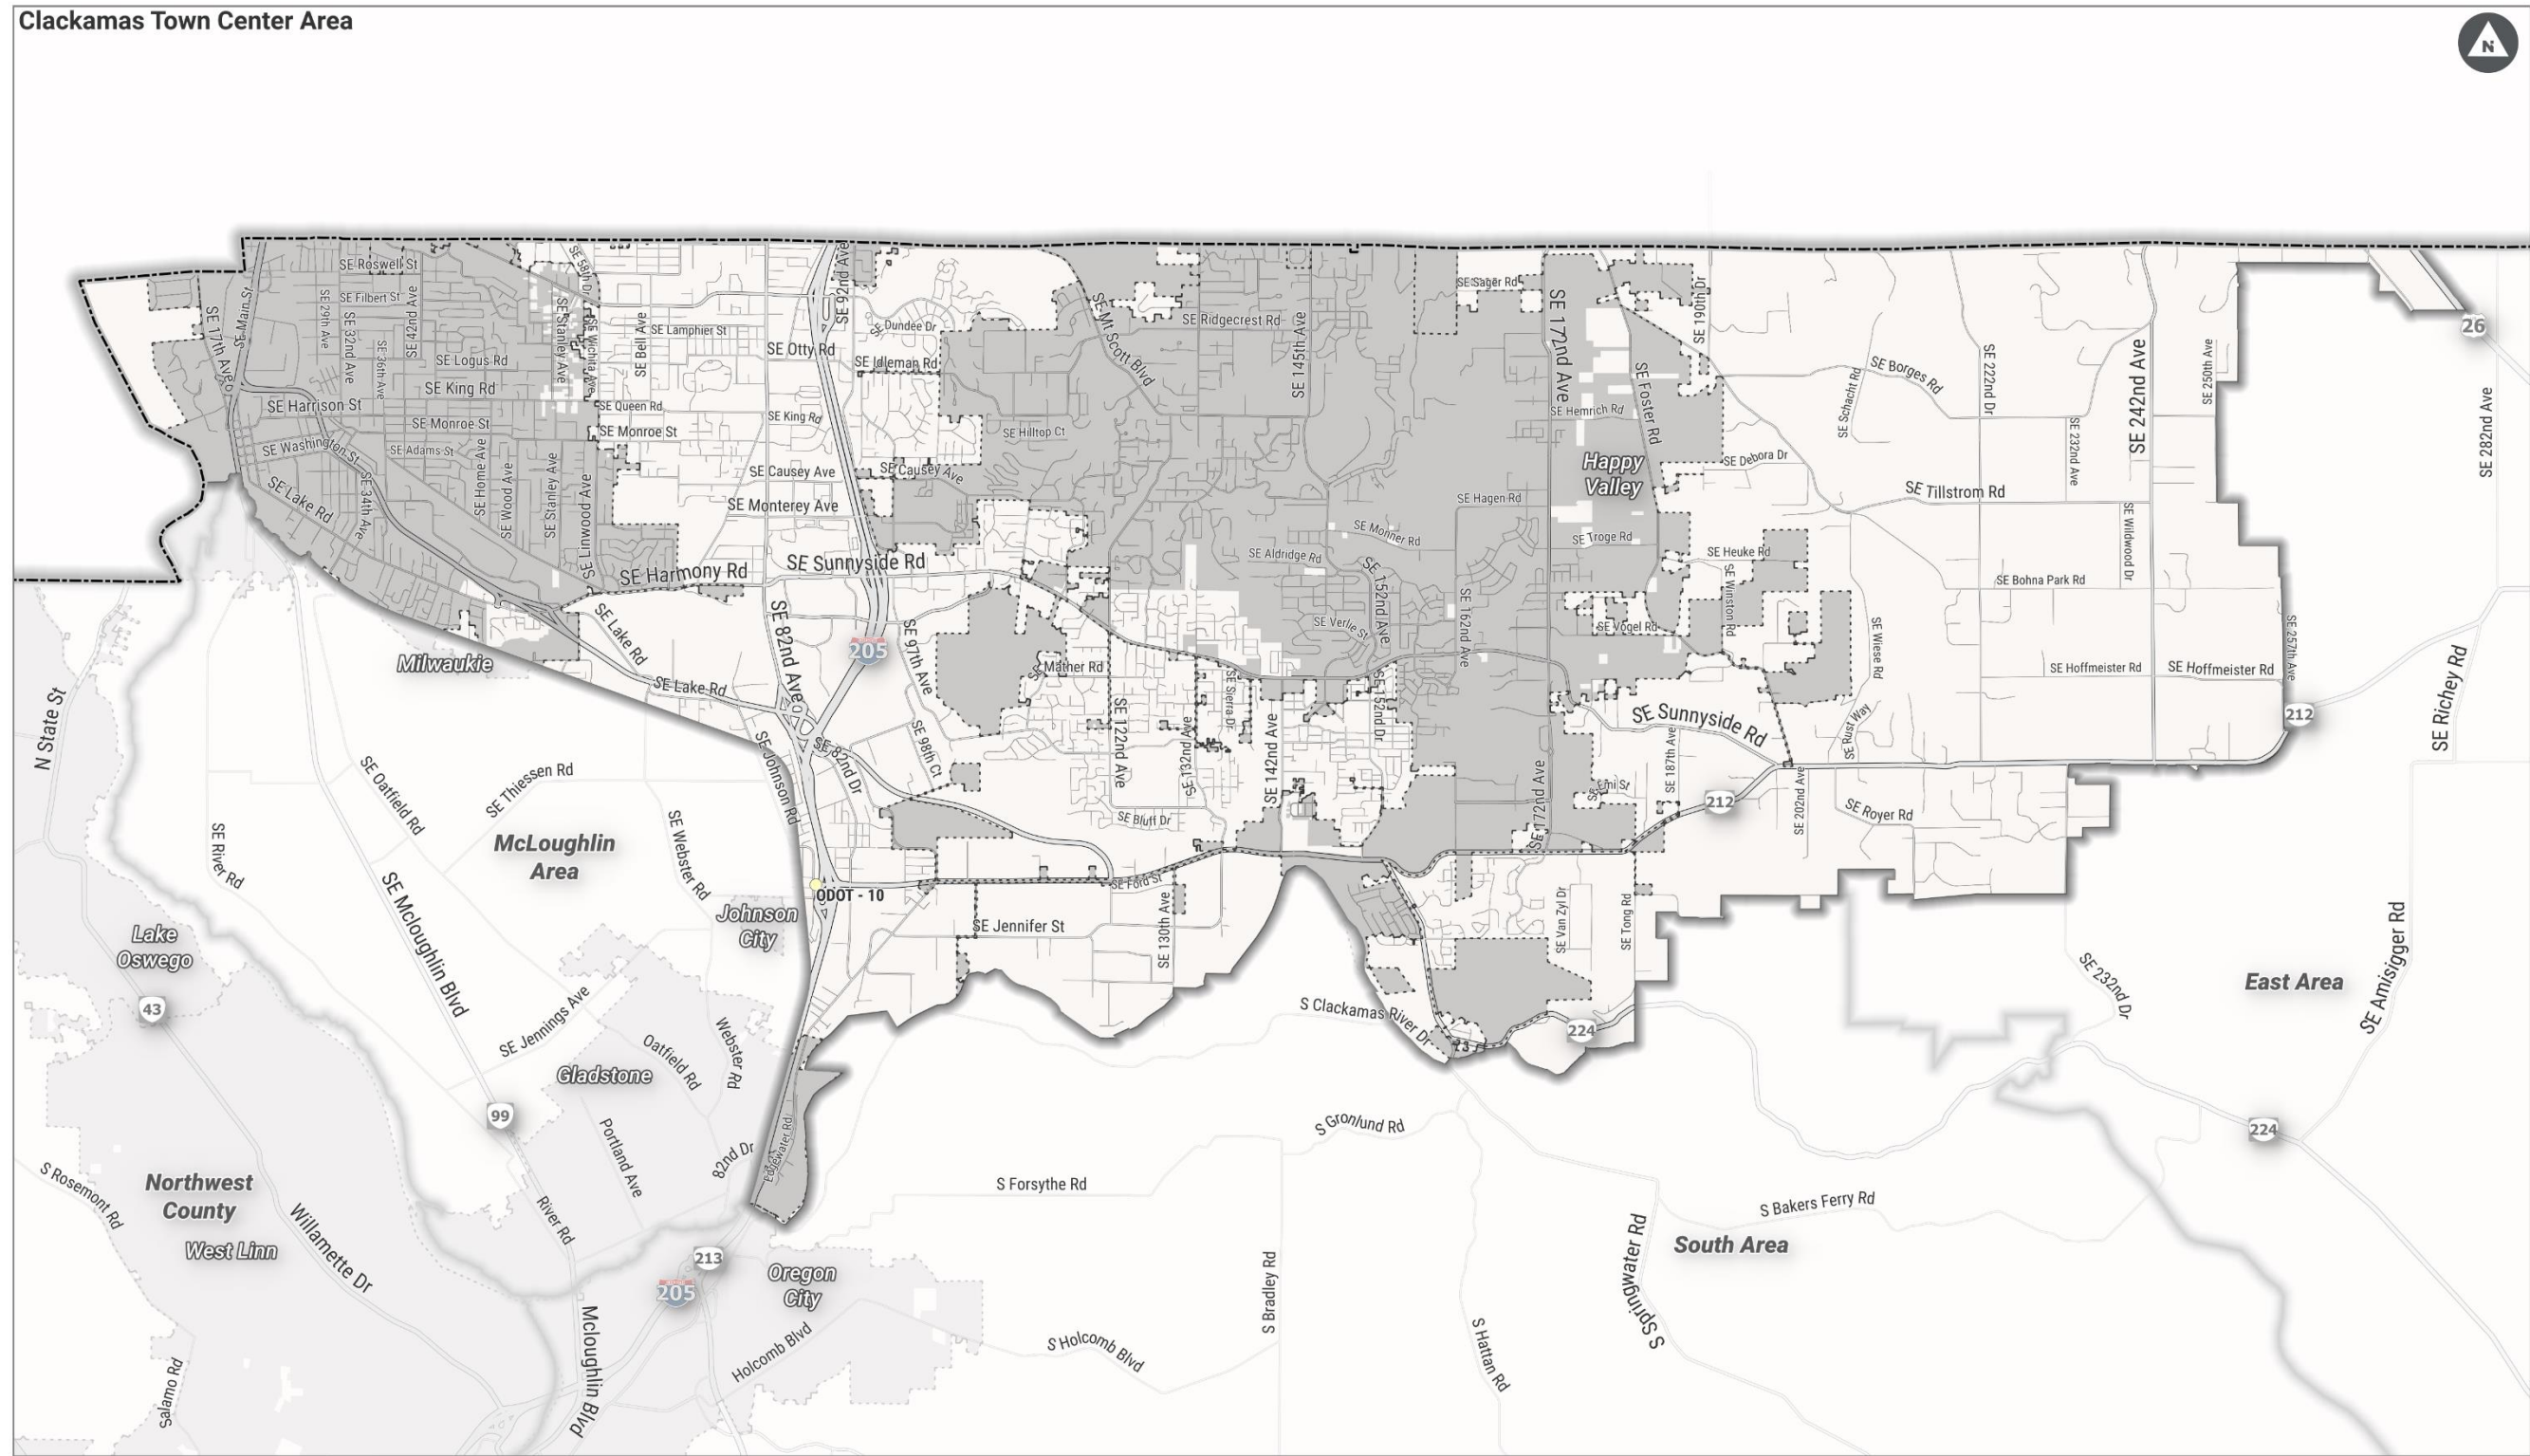 Clackamas Town Center Area
N
SE Roswell St
SE Filbert St
SE 29th Ave
SE 32nd Ave
SE 36th Ave
SE 42nd Ave
SE Main St
SE 17th Ave
SE Logus Rd
SE King Rd
SE Harrison St
SE Monroe St
SE Washington St
SE Adams St
SE 34th Ave
SE Lake Rd
SE Home Ave
SE Wood Ave
SE Stanley Ave
SE Linwood Ave
SE Stanley Ave
SE Wichita Ave
SE 58th Dr
SE Bell Ave
SE Lamphier St
SE Queen Rd
SE Monroe St
SE Otty Rd
SE King Rd
SE Causey Ave
SE Monterey Ave
SE Harmony Rd
SE Sunnyside Rd
SE 92nd Ave
SE Dundee Dr
SE Idleman Rd
SE Causey Ave
SE Hilltop Ct
SE Mt Scott Blvd
SE Ridgecrest Rd
SE 145th Ave
SE Sager Rd
SE 172nd Ave
SE 190th Dr
SE Foster Rd
SE Hemrich Rd
Happy
Valley
SE Debora Dr
SE Hagen Rd
SE Monner Rd
SE Troge Rd
SE Aldridge Rd
SE 152nd Ave
SE Verlie St
SE 162nd Ave
SE Heuke Rd
SE Winston Rd
SE Vogel Rd
SE Borges Rd
SE Schacht Rd
SE 222nd Dr
SE 232nd Ave
SE 242nd Ave
SE 250th Ave
SE 282nd Ave
26
SE Tillstrom Rd
SE Wildwood Dr
SE Bohna Park Rd
SE Wiese Rd
SE Hoffmeister Rd
SE Hoffmeister Rd
SE 257th Ave
212
SE Richey Rd
SE Rust Way
SE Sunnyside Rd
SE 187th Ave
SE Emi St
212
SE 202nd Ave
SE Royer Rd
SE Lake Rd
SE Lake Rd
SE 82nd Ave
205
SE 97th Ave
SE 98th Ct
SE 82nd Dr
SE Johnson Rd
SE Mather Rd
SE 122nd Ave
SE 132nd Ave
SE Sierra Dr
SE 142nd Ave
SE 152nd Dr
SE 172nd Ave
SE Bluff Dr
SE Ford St
SE Jennifer St
SE 130th Ave
ODOT - 10
SE Van Zyl Dr
SE Tong Rd
224
S Clackamas River Dr
Milwaukie
N State St
SE Oatfield Rd
SE Thiessen Rd
SE Webster Rd
SE River Rd
McLoughlin
Area
SE Mcloughlin Blvd
Johnson
City
Lake
Oswego
43
SE Jennings Ave
Oatfield Rd
Webster Rd
Gladstone
99
Portland Ave
82nd Dr
Edgewater Rd
Northwest
County
West Linn
S Rosemont Rd
Willamette Dr
River Rd
213
205
Oregon
City
Mcloughlin Blvd
Holcomb Blvd
Salamo Rd
S Forsythe Rd
S Holcomb Blvd
S Bradley Rd
S Gronlund Rd
S Hattan Rd
S Springwater Rd
South Area
S Bakers Ferry Rd
SE 232nd Dr
East Area
SE Amisigger Rd
224